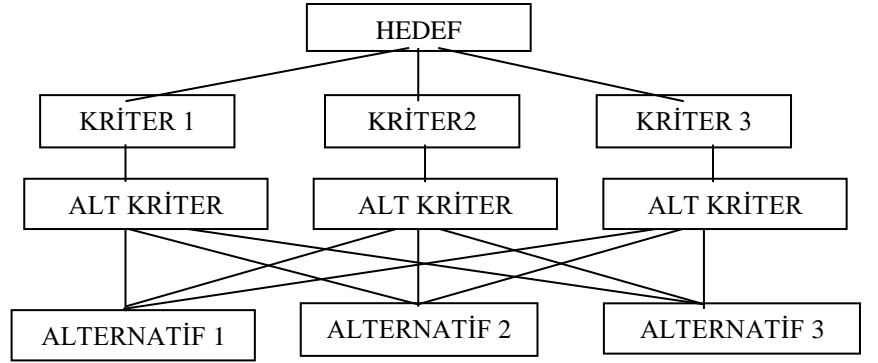 HEDEF
KRİTER 1
KRİTER2
KRİTER 3
ALT KRİTER
ALT KRİTER
ALT KRİTER
ALTERNATİF 1
ALTERNATİF 2
ALTERNATİF 3